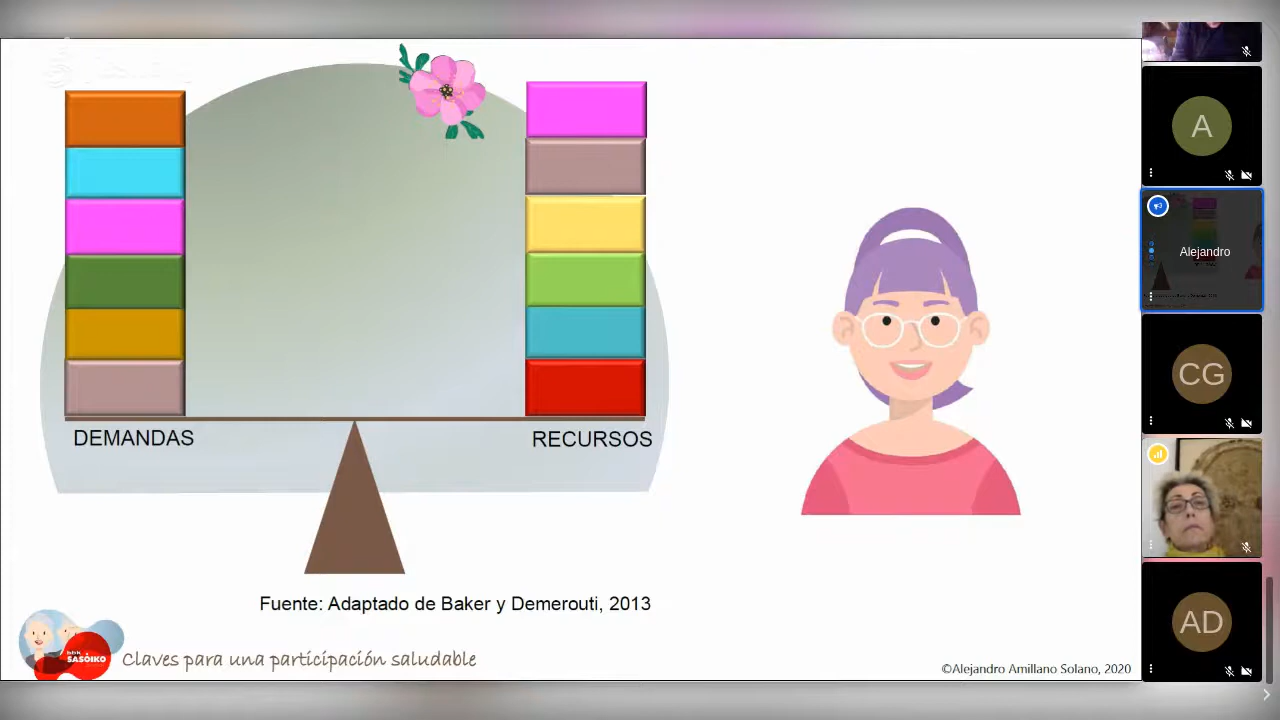 DEMANDAS
RECURSOS
Fuente: Adaptado de Baker y Demerouti, 2013
SASOIKO
Claves para una participación saludable
©Alejandro Amillano Solano, 2020
A
Alejandro
CG
AD